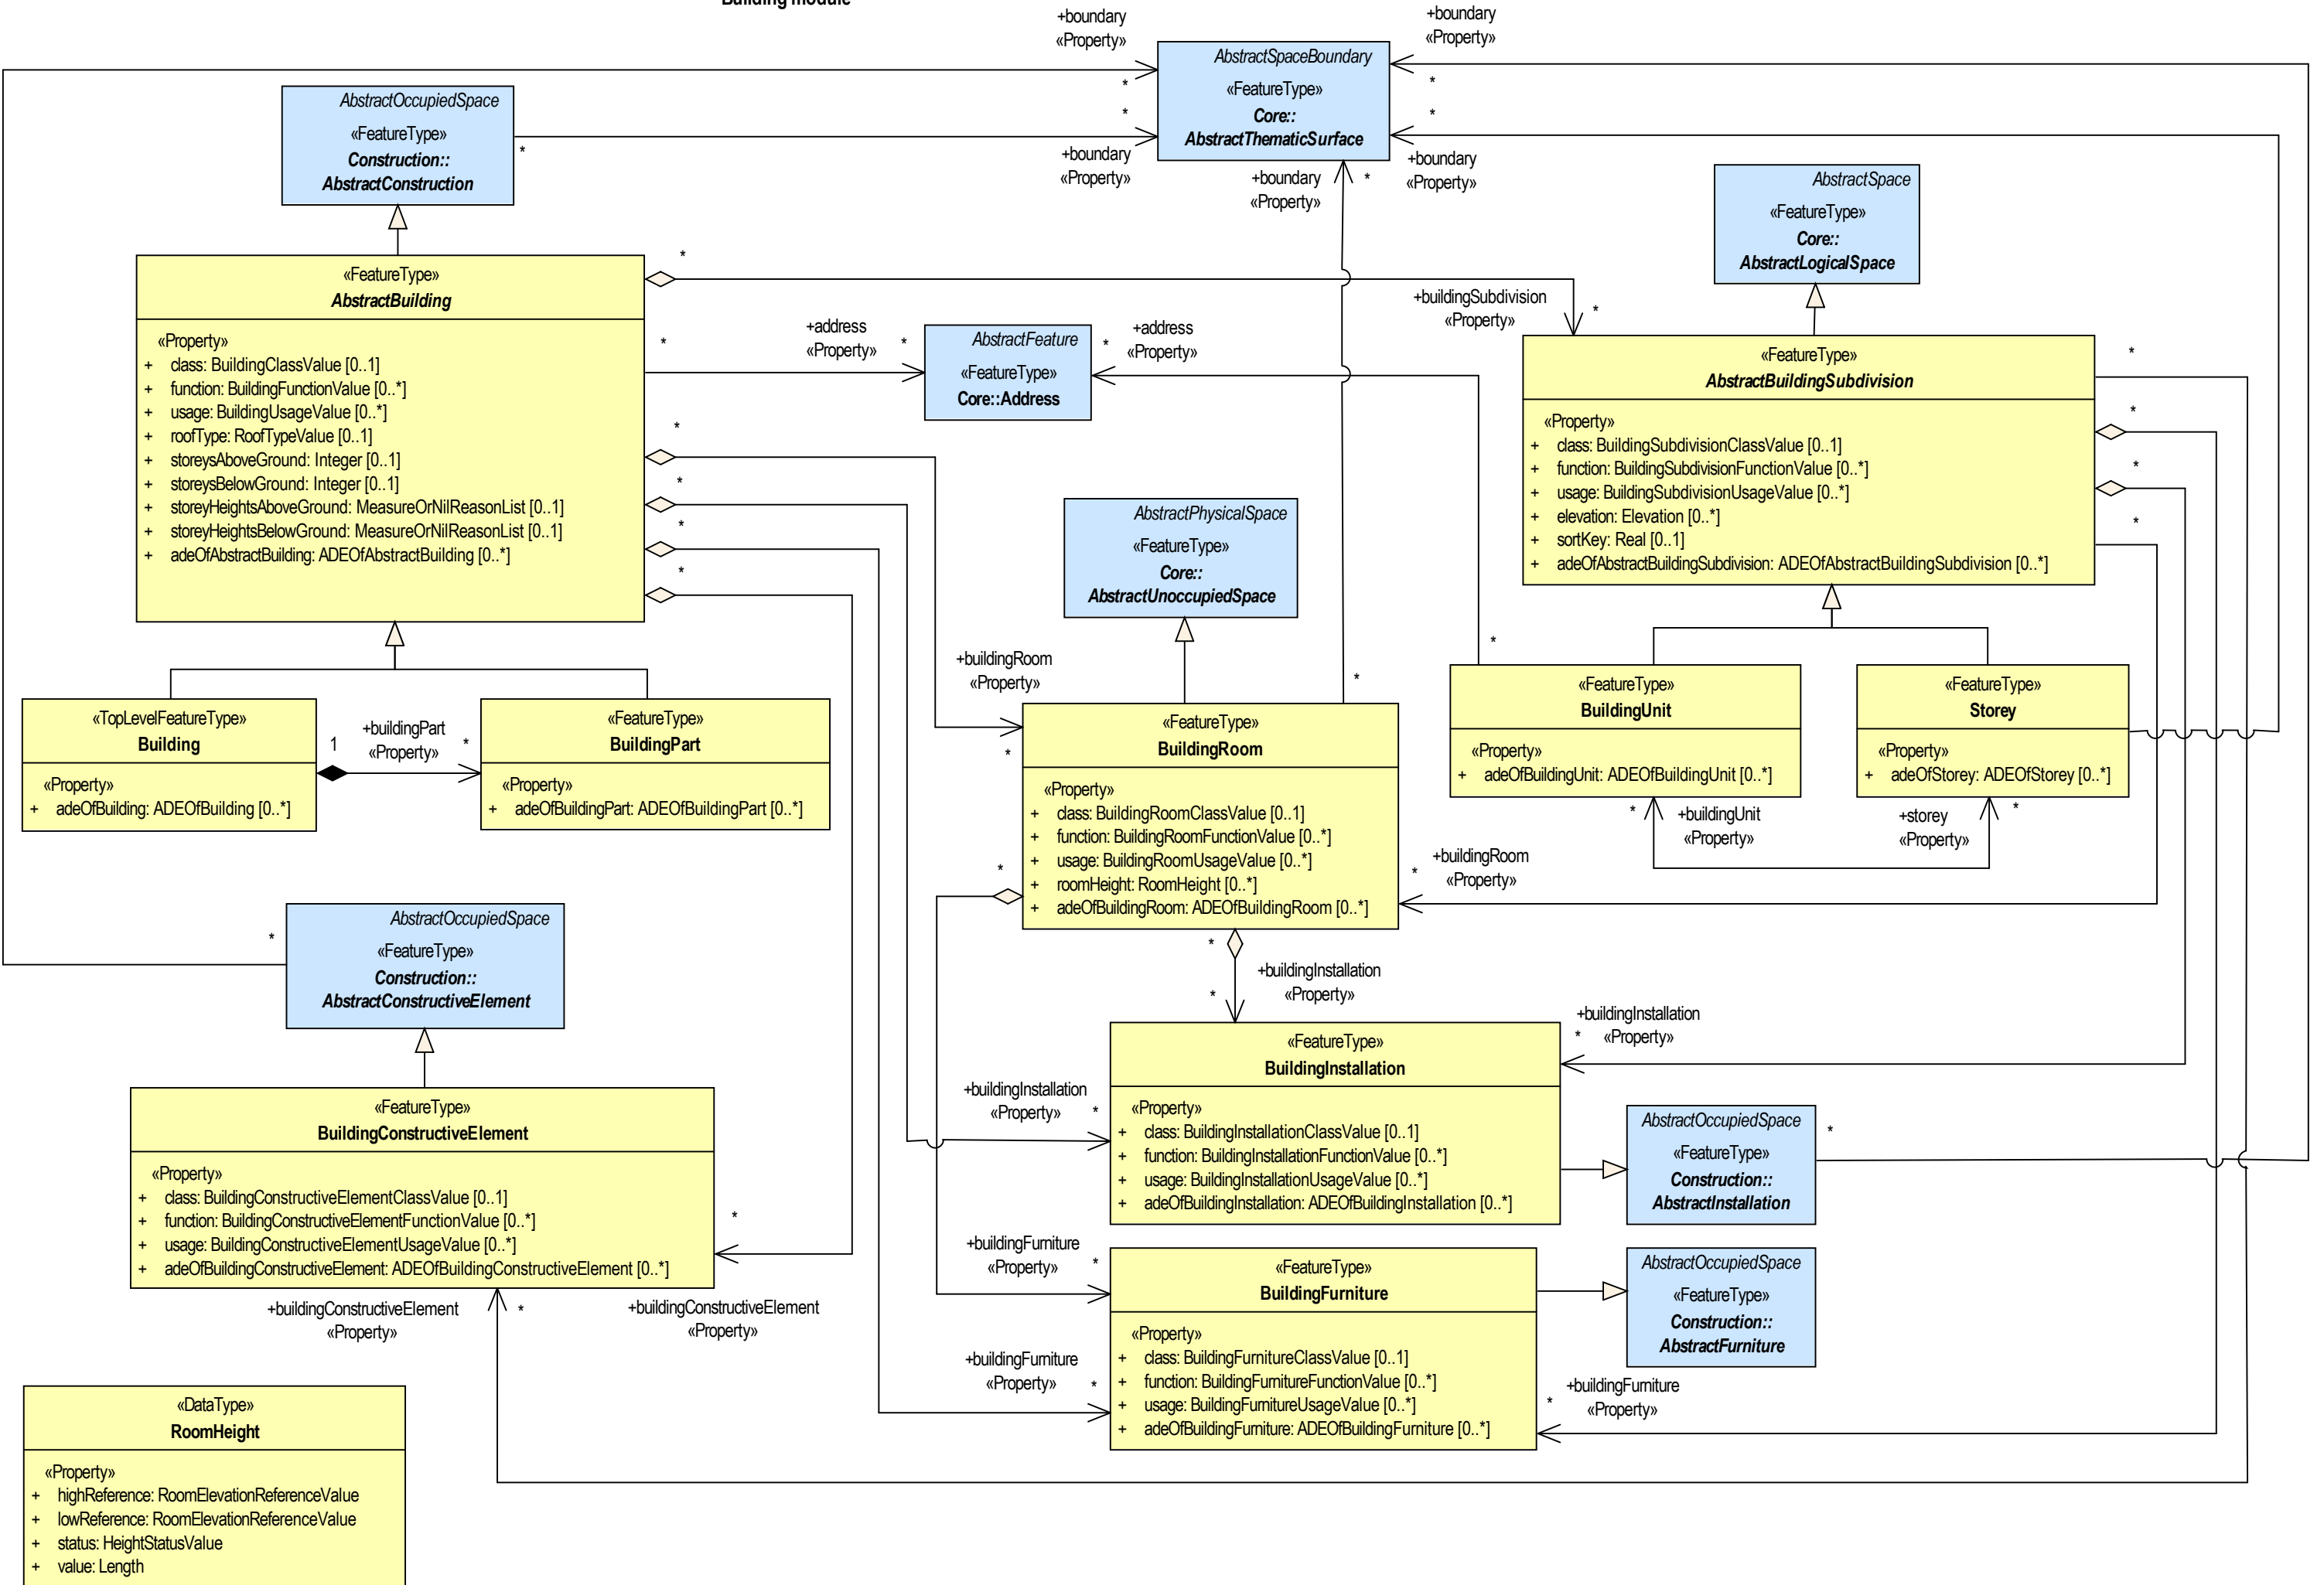 Building module
+boundary
«Property»
*
AbstractSpaceBoundary
«FeatureType»
Core::
AbstractThematicSurface
+boundary
«Property»
*
AbstractOccupiedSpace
«FeatureType»
Construction::
AbstractConstruction
*
*
+boundary
«Property»
*
+boundary
«Property»
+boundary
«Property»
*
AbstractSpace
«FeatureType»
Core::
AbstractLogicalSpace
«FeatureType»
AbstractBuilding
«Property»
+ class: BuildingClassValue [0..1]
+ function: BuildingFunctionValue [0..*]
+ usage: BuildingUsageValue [0..*]
+ roofType: RoofTypeValue [0..1]
+ storeysAboveGround: Integer [0..1]
+ storeysBelowGround: Integer [0..1]
+ storeyHeightsAboveGround: MeasureOrNilReasonList [0..1]
+ storeyHeightsBelowGround: MeasureOrNilReasonList [0..1]
+ adeOfAbstractBuilding: ADEOfAbstractBuilding [0..*]
*
+buildingSubdivision
«Property»
*
*
+address
«Property»
*
AbstractFeature
«FeatureType»
Core::Address
+address
«Property»
*
*
*
*
*
«FeatureType»
AbstractBuildingSubdivision
«Property»
+ class: BuildingSubdivisionClassValue [0..1]
+ function: BuildingSubdivisionFunctionValue [0..*]
+ usage: BuildingSubdivisionUsageValue [0..*]
+ elevation: Elevation [0..*]
+ sortKey: Real [0..1]
+ adeOfAbstractBuildingSubdivision: ADEOfAbstractBuildingSubdivision [0..*]
*
*
*
*
AbstractPhysicalSpace
«FeatureType»
Core::
AbstractUnoccupiedSpace
«TopLevelFeatureType»
Building
«Property»
+ adeOfBuilding: ADEOfBuilding [0..*]
1
+buildingPart
«Property»
*
«FeatureType»
BuildingPart
«Property»
+ adeOfBuildingPart: ADEOfBuildingPart [0..*]
+buildingRoom
«Property»
*
*
«FeatureType»
BuildingRoom
«Property»
+ class: BuildingRoomClassValue [0..1]
+ function: BuildingRoomFunctionValue [0..*]
+ usage: BuildingRoomUsageValue [0..*]
+ roomHeight: RoomHeight [0..*]
+ adeOfBuildingRoom: ADEOfBuildingRoom [0..*]
*
«FeatureType»
BuildingUnit
«Property»
+ adeOfBuildingUnit: ADEOfBuildingUnit [0..*]
«FeatureType»
Storey
«Property»
+ adeOfStorey: ADEOfStorey [0..*]
*
+buildingUnit
«Property»
+storey
«Property»
*
+buildingRoom
«Property»
*
*
*
+buildingInstallation
«Property»
*
AbstractOccupiedSpace
«FeatureType»
Construction::
AbstractConstructiveElement
*
«FeatureType»
BuildingInstallation
«Property»
+ class: BuildingInstallationClassValue [0..1]
+ function: BuildingInstallationFunctionValue [0..*]
+ usage: BuildingInstallationUsageValue [0..*]
+ adeOfBuildingInstallation: ADEOfBuildingInstallation [0..*]
+buildingInstallation
«Property»
*
+buildingInstallation
«Property»
*
AbstractOccupiedSpace
«FeatureType»
Construction::
AbstractInstallation
*
«FeatureType»
BuildingConstructiveElement
«Property»
+ class: BuildingConstructiveElementClassValue [0..1]
+ function: BuildingConstructiveElementFunctionValue [0..*]
+ usage: BuildingConstructiveElementUsageValue [0..*]
+ adeOfBuildingConstructiveElement: ADEOfBuildingConstructiveElement [0..*]
*
+buildingConstructiveElement
«Property»
*
+buildingConstructiveElement
«Property»
+buildingFurniture
«Property»
*
«FeatureType»
BuildingFurniture
«Property»
+ class: BuildingFurnitureClassValue [0..1]
+ function: BuildingFurnitureFunctionValue [0..*]
+ usage: BuildingFurnitureUsageValue [0..*]
+ adeOfBuildingFurniture: ADEOfBuildingFurniture [0..*]
AbstractOccupiedSpace
«FeatureType»
Construction::
AbstractFurniture
+buildingFurniture
«Property»
*
+buildingFurniture
«Property»
*
«DataType»
RoomHeight
«Property»
+ highReference: RoomElevationReferenceValue
+ lowReference: RoomElevationReferenceValue
+ status: HeightStatusValue
+ value: Length